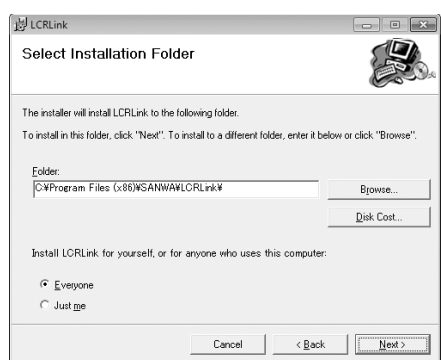 LCRLink
Select Installation Folder
The installer will install LCRLink to the following folder.
To install in this folder, click "Next". To install to a different folder, enter it below or click "Browse".
Folder:
C:¥Program Files (x86)¥SANWA¥LCRLink¥
Browse...
Disk Cost...
Install LCRLink for yourself, or for anyone who uses this computer:
Everyone
Just me
Cancel
< Back
Next >